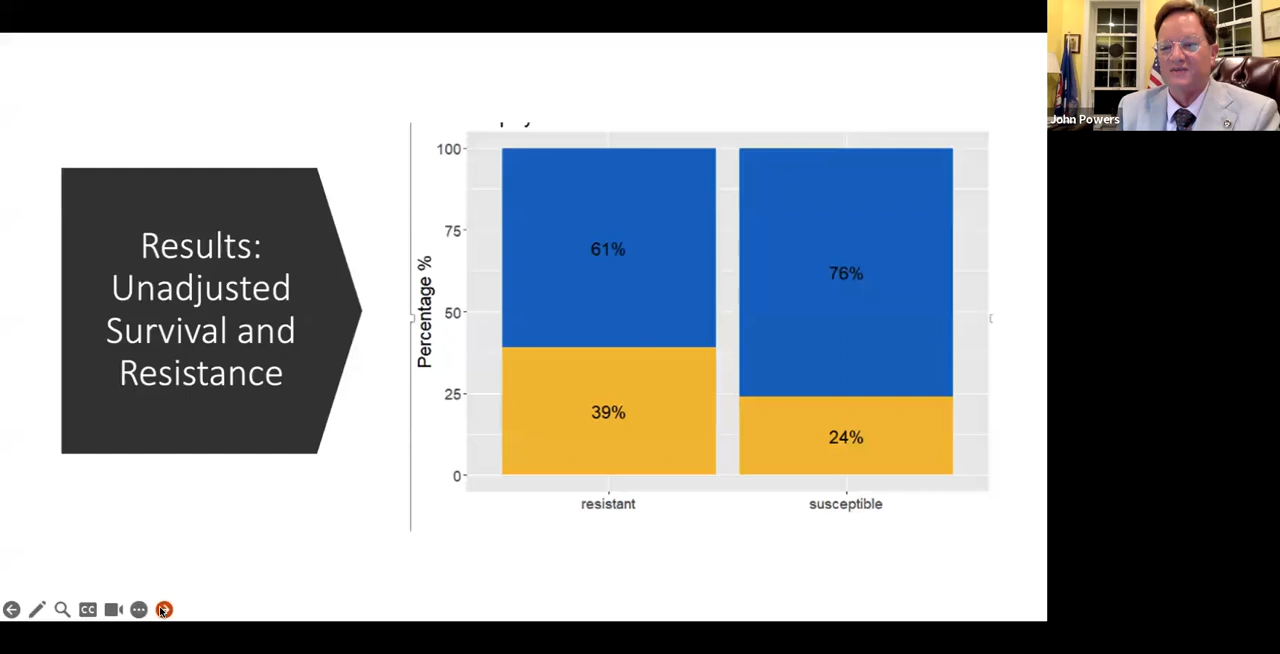 Results:
Unadjusted
Survival and
Resistance
Percentage %
100
75
50
25
0
61%
39%
76%
24%
resistant
susceptible
CC
John Powers